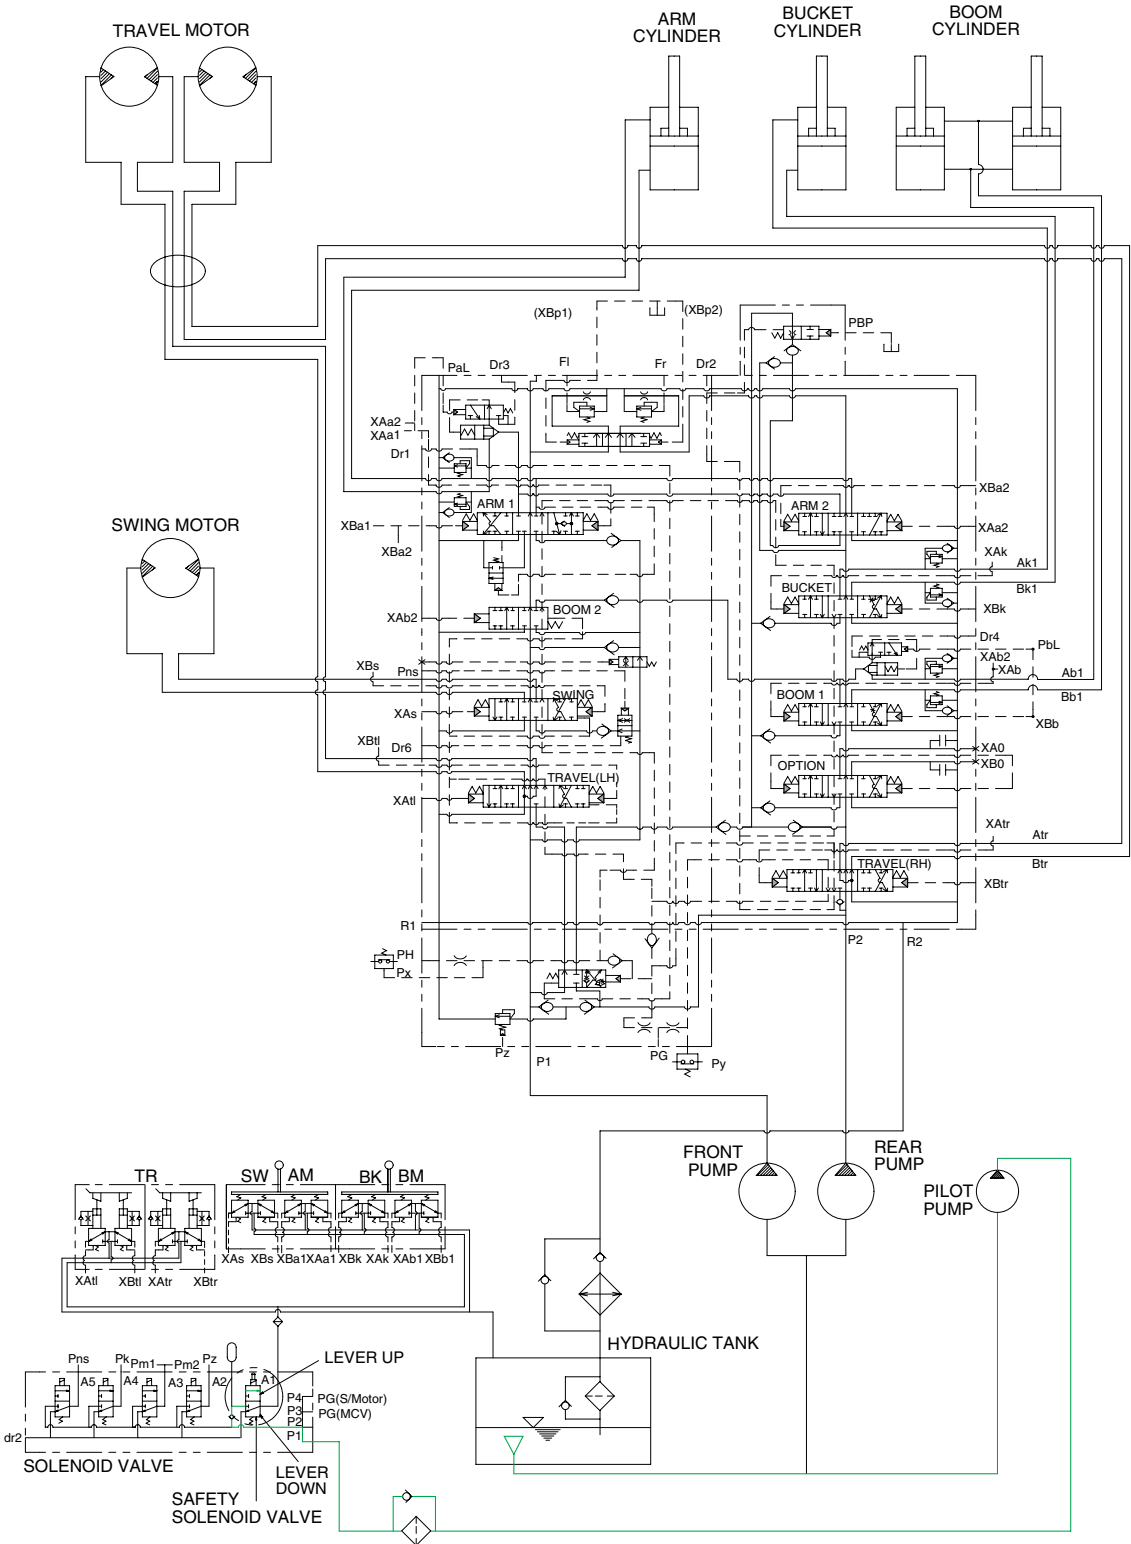 TRAVEL MOTOR
ARM
CYLINDER
BUCKET
CYLINDER
BOOM
CYLINDER
SWING MOTOR
(XBp1)
(XBp2)
PBP
PaL
Dr3
Fl
Fr
Dr2
XAa2
XAa1
Dr1
ARM 1
ARM 2
XBa2
XBa1
XBa2
XAa2
XAk
Ak1
BUCKET
Bk1
XBk
XAb2
BOOM 2
Dr4
PbL
XAb2
XAb
XBs
Pns
Ab1
SWING
BOOM 1
Bb1
XAs
XBb
XBtl
Dr6
XA0
OPTION
XB0
TRAVEL(LH)
XAtl
XAtr
Atr
TRAVEL(RH)
Btr
XBtr
R1
P2
R2
PH
Px
Pz
P1
PG
Py
FRONT
PUMP
REAR
PUMP
PILOT
PUMP
TR
SW
AM
BK
BM
XAs
XBs
XBa1
XAa1
XBk
XAk
XAb1
XBb1
XAtl
XBtl
XAtr
XBtr
HYDRAULIC TANK
LEVER UP
Pns
Pk
Pm1
Pm2
Pz
A5
A4
A3
A2
A1
P4
PG(S/Motor)
P3
PG(MCV)
P2
P1
dr2
SOLENOID VALVE
LEVER
DOWN
SAFETY
SOLENOID VALVE